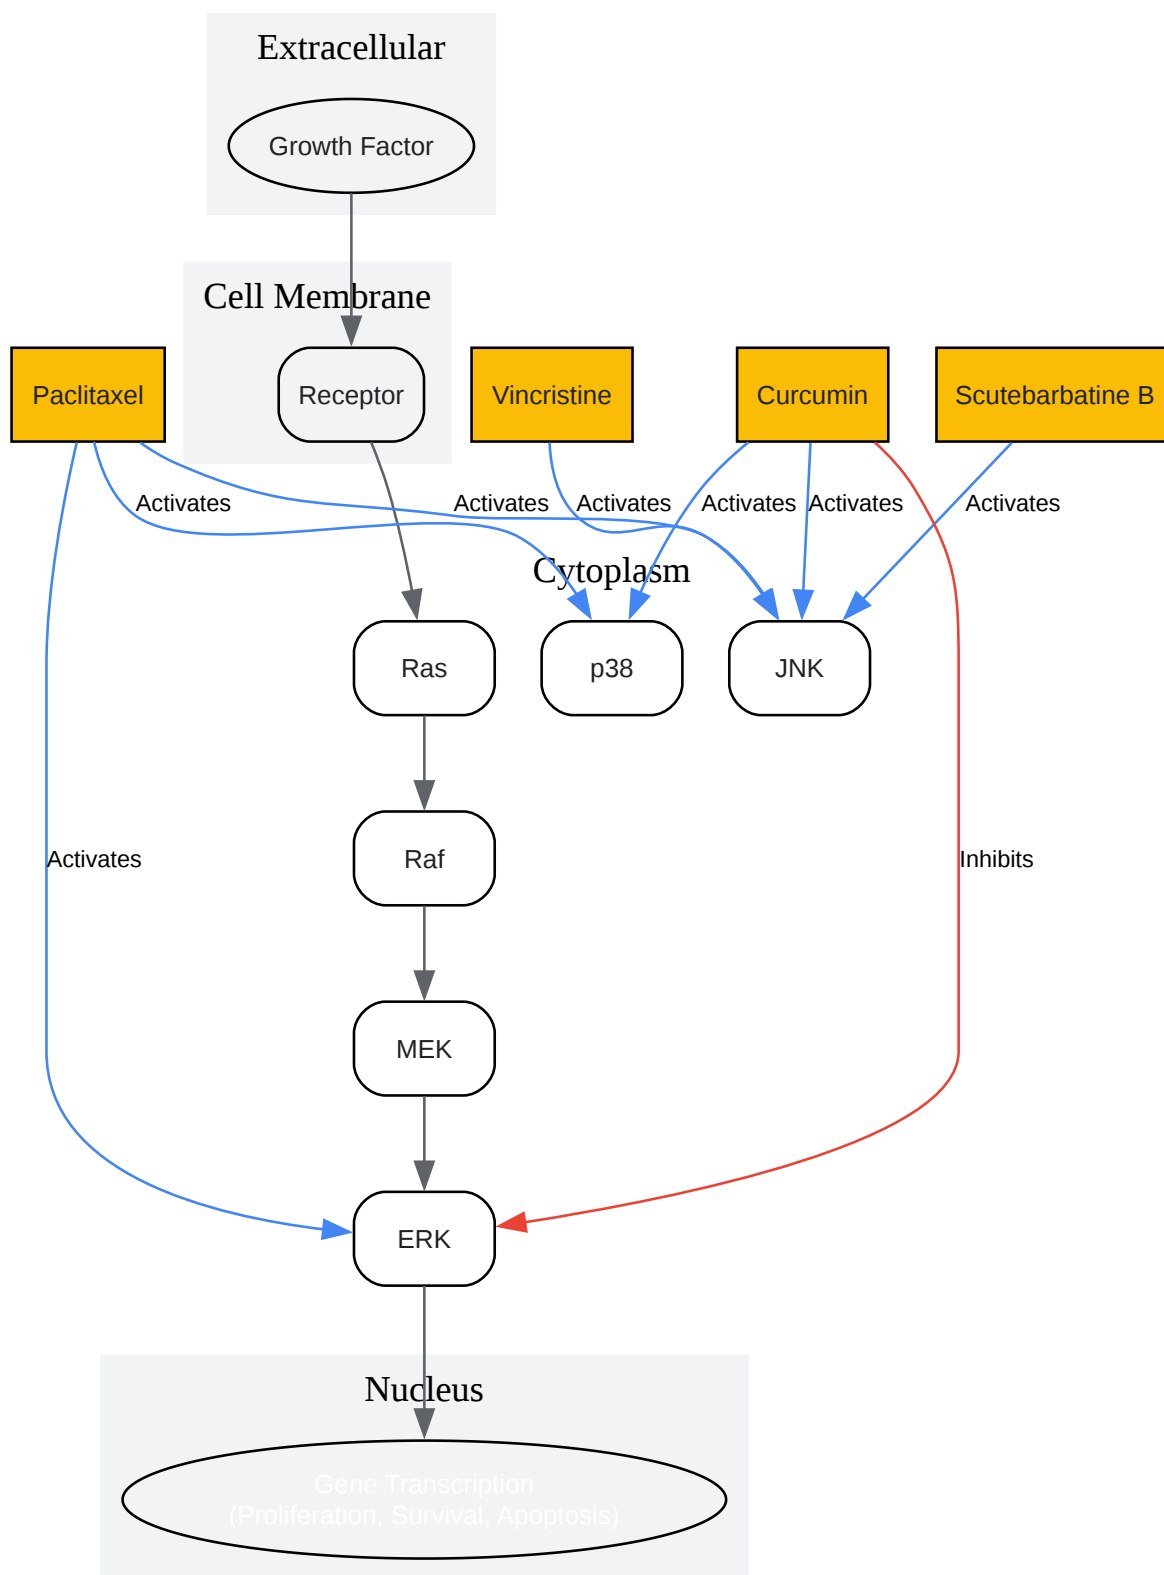 Extracellular
Growth Factor
Cell Membrane
Paclitaxel
Receptor
Vincristine
Curcumin
Scutebarbatine B
Activates
Activates
Activates
Activates
Activates
Activates
Cytoplasm
Ras
p38
JNK
Raf
Activates
Inhibits
MEK
ERK
Nucleus
Gene Transcription
(Proliferation, Survival, Apoptosis)